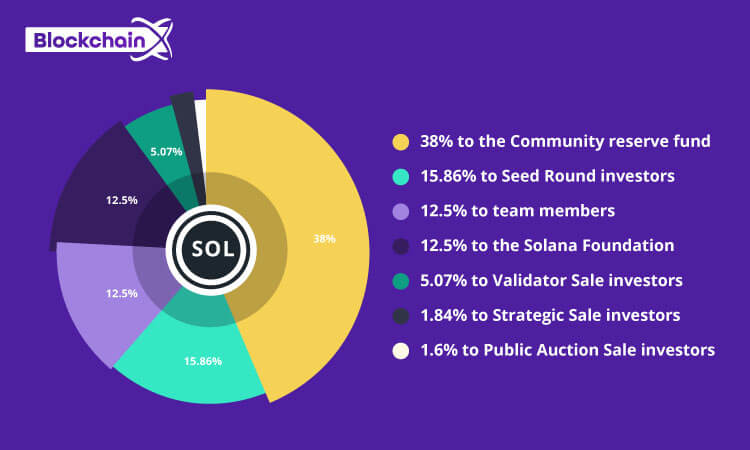 BlockchainX
5.07%
12.5%
38%
SOL
12.5%
15.86%
38% to the Community reserve fund
15.86% to Seed Round investors
12.5% to team members
12.5% to the Solana Foundation
5.07% to Validator Sale investors
1.84% to Strategic Sale investors
1.6% to Public Auction Sale investors